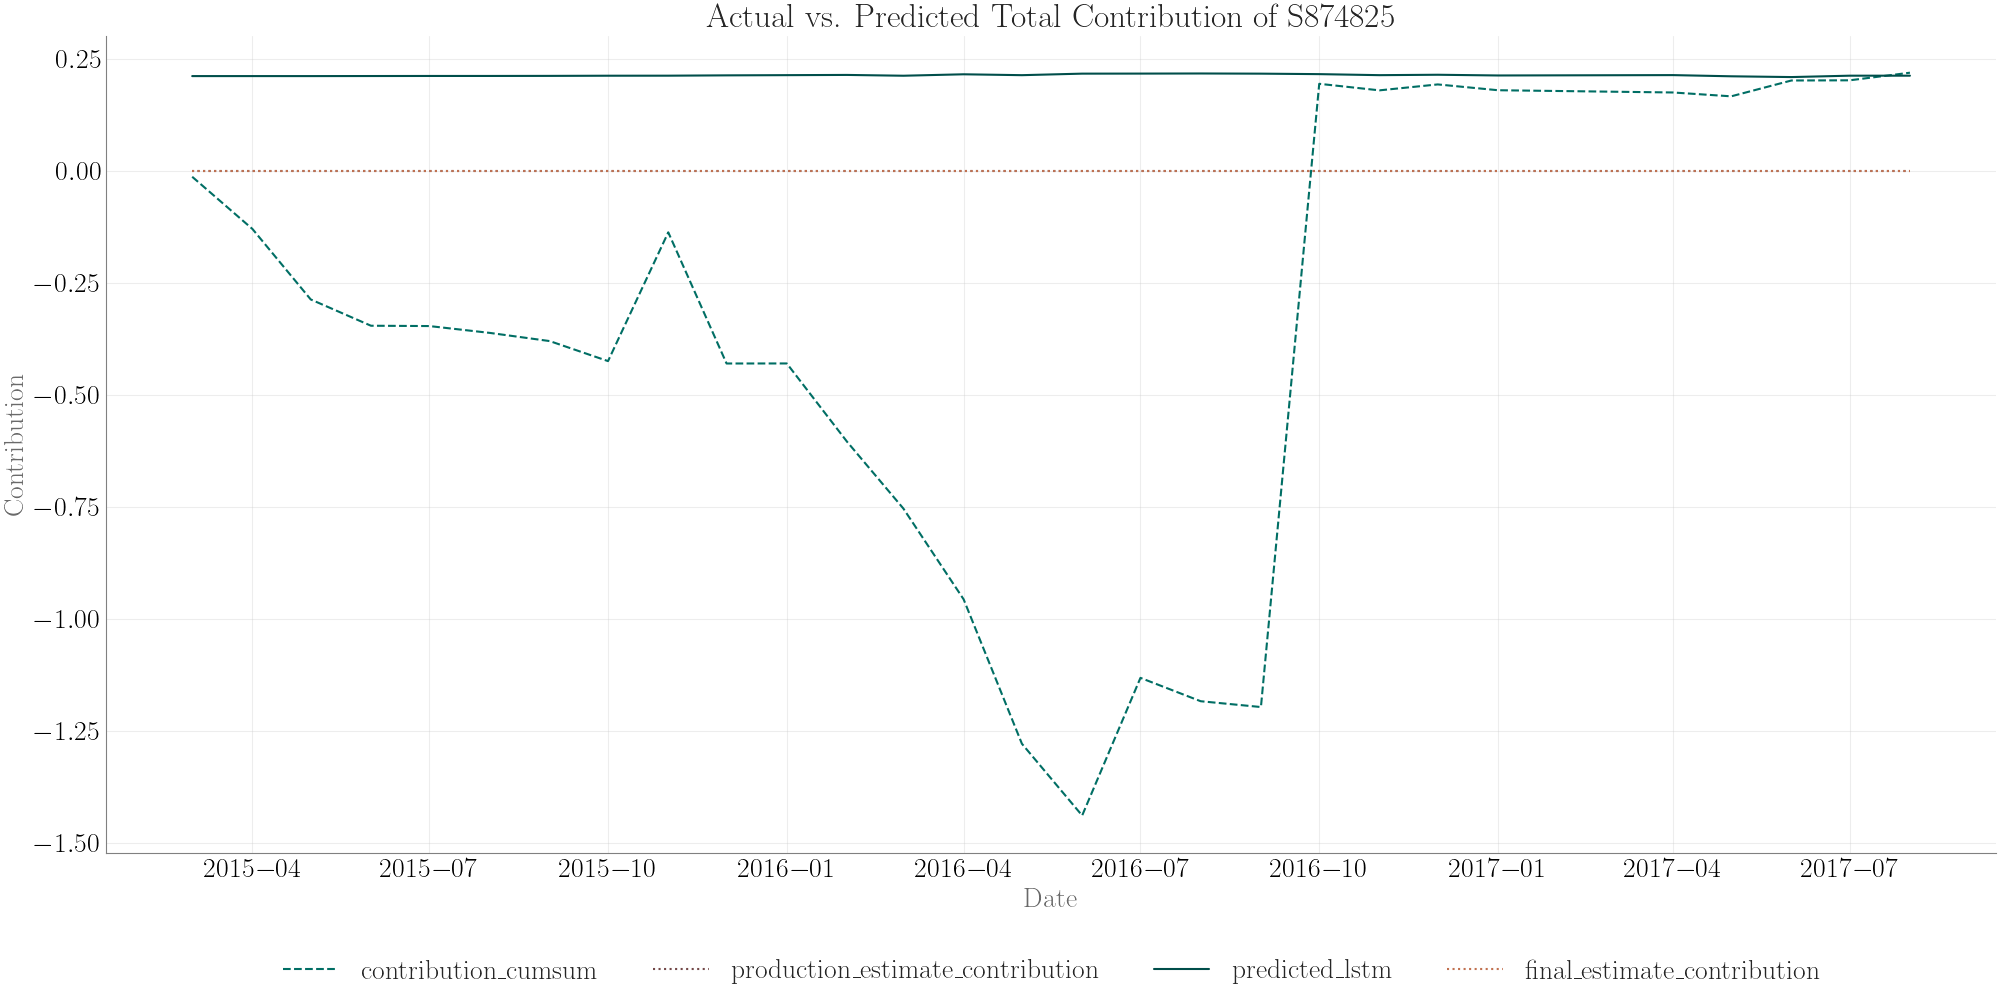 Actual vs. Predicted Total Contribution of S874825
0.25
0.00
−0.25
−0.50
−0.75
−1.00
−1.25
−1.50
Contribution
2015−04 2015−07 2015−10 2016−01 2016−04 2016−07 2016−10 2017−01 2017−04 2017−07
Date
contribution_cumsum production_estimate_contribution predicted_lstm final_estimate_contribution